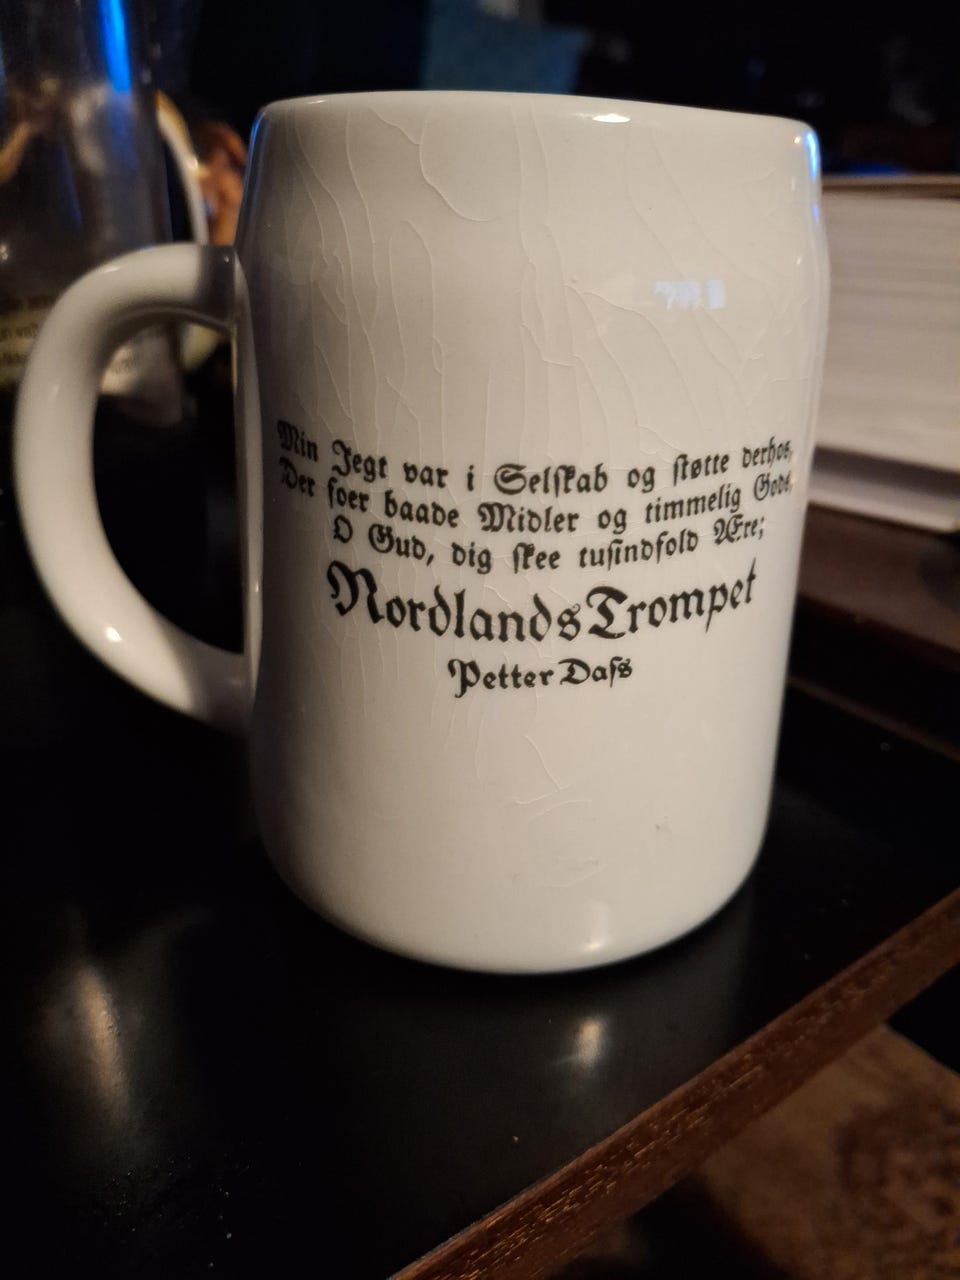 Min Jegt var i Selſkab og ſtøtte derhos,
Der foer baade Midler og timmelig Gods,
O Gud, dig ſkee tuſindfold Ære;
Nordlands Trompet
Petter Daſs